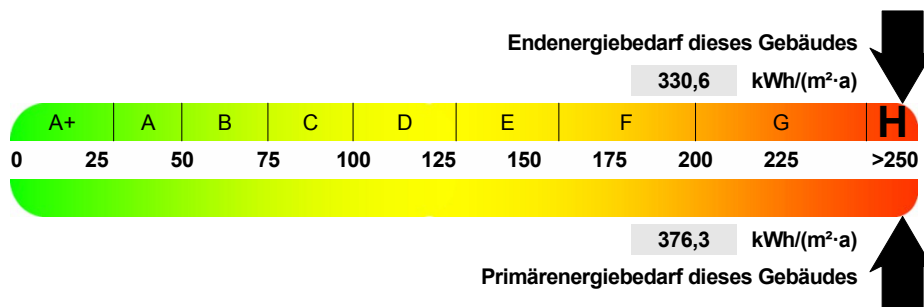 Endenergiebedarf dieses Gebäudes
330,6 kWh/(m²·a)
A+ A B C D E F G H
0 25 50 75 100 125 150 175 200 225 >250
376,3 kWh/(m²·a)
Primärenergiebedarf dieses Gebäudes